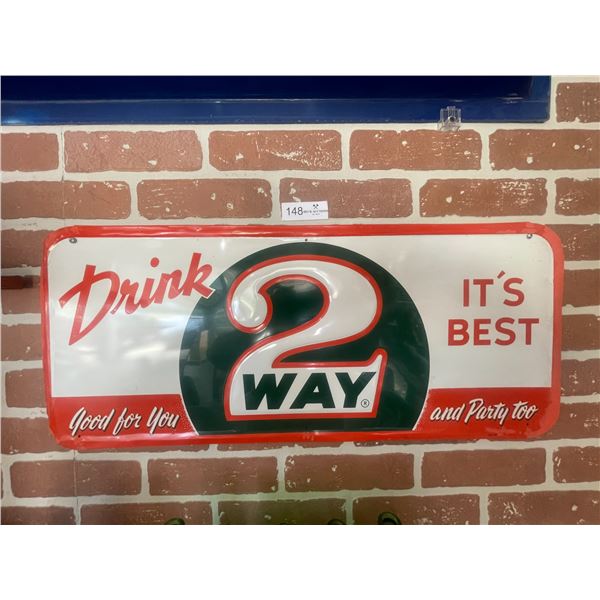 148
Drink
2
WAY®
IT'S
BEST
Good for You
and Party too